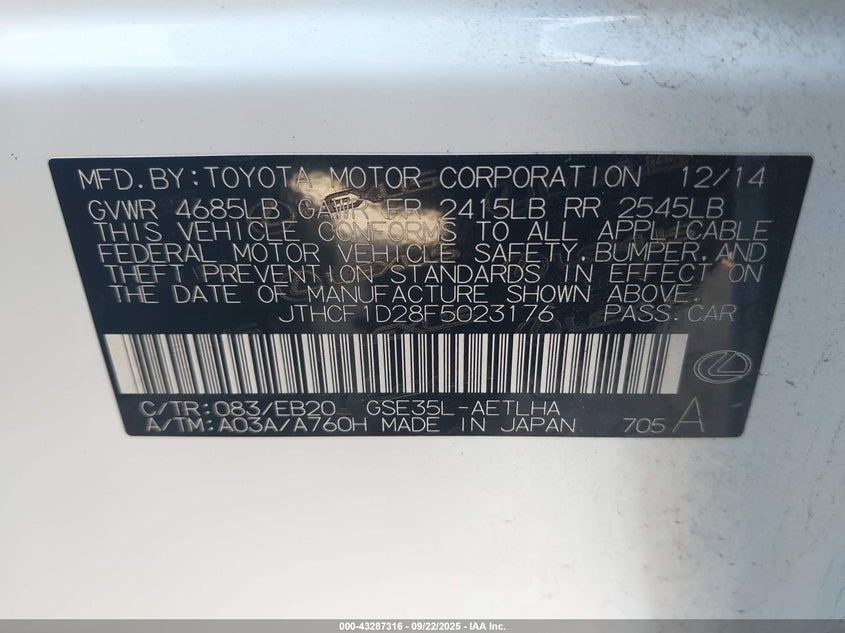 MFD.BY:TOYOTA MOTOR CORPORATION 12/14
GVWR 4685LB GAWR FR 2415LB RR 2545LB
THIS VEHICLE CONFORMS TO ALL APPLICABLE
FEDERAL MOTOR VEHICLE SAFETY,BUMPER,AND
THEFT PREVENTION STANDARDS IN EFFECT ON
THE DATE OF MANUFACTURE SHOWN ABOVE.
JTHCF1D28F5023176 PASS.CAR
C/TR:083/EB20 GSE35L-AETLHA
A/TM:A03A/A760H MADE IN JAPAN 705 A
000-43287316 - 09/22/2025 - IAA Inc.